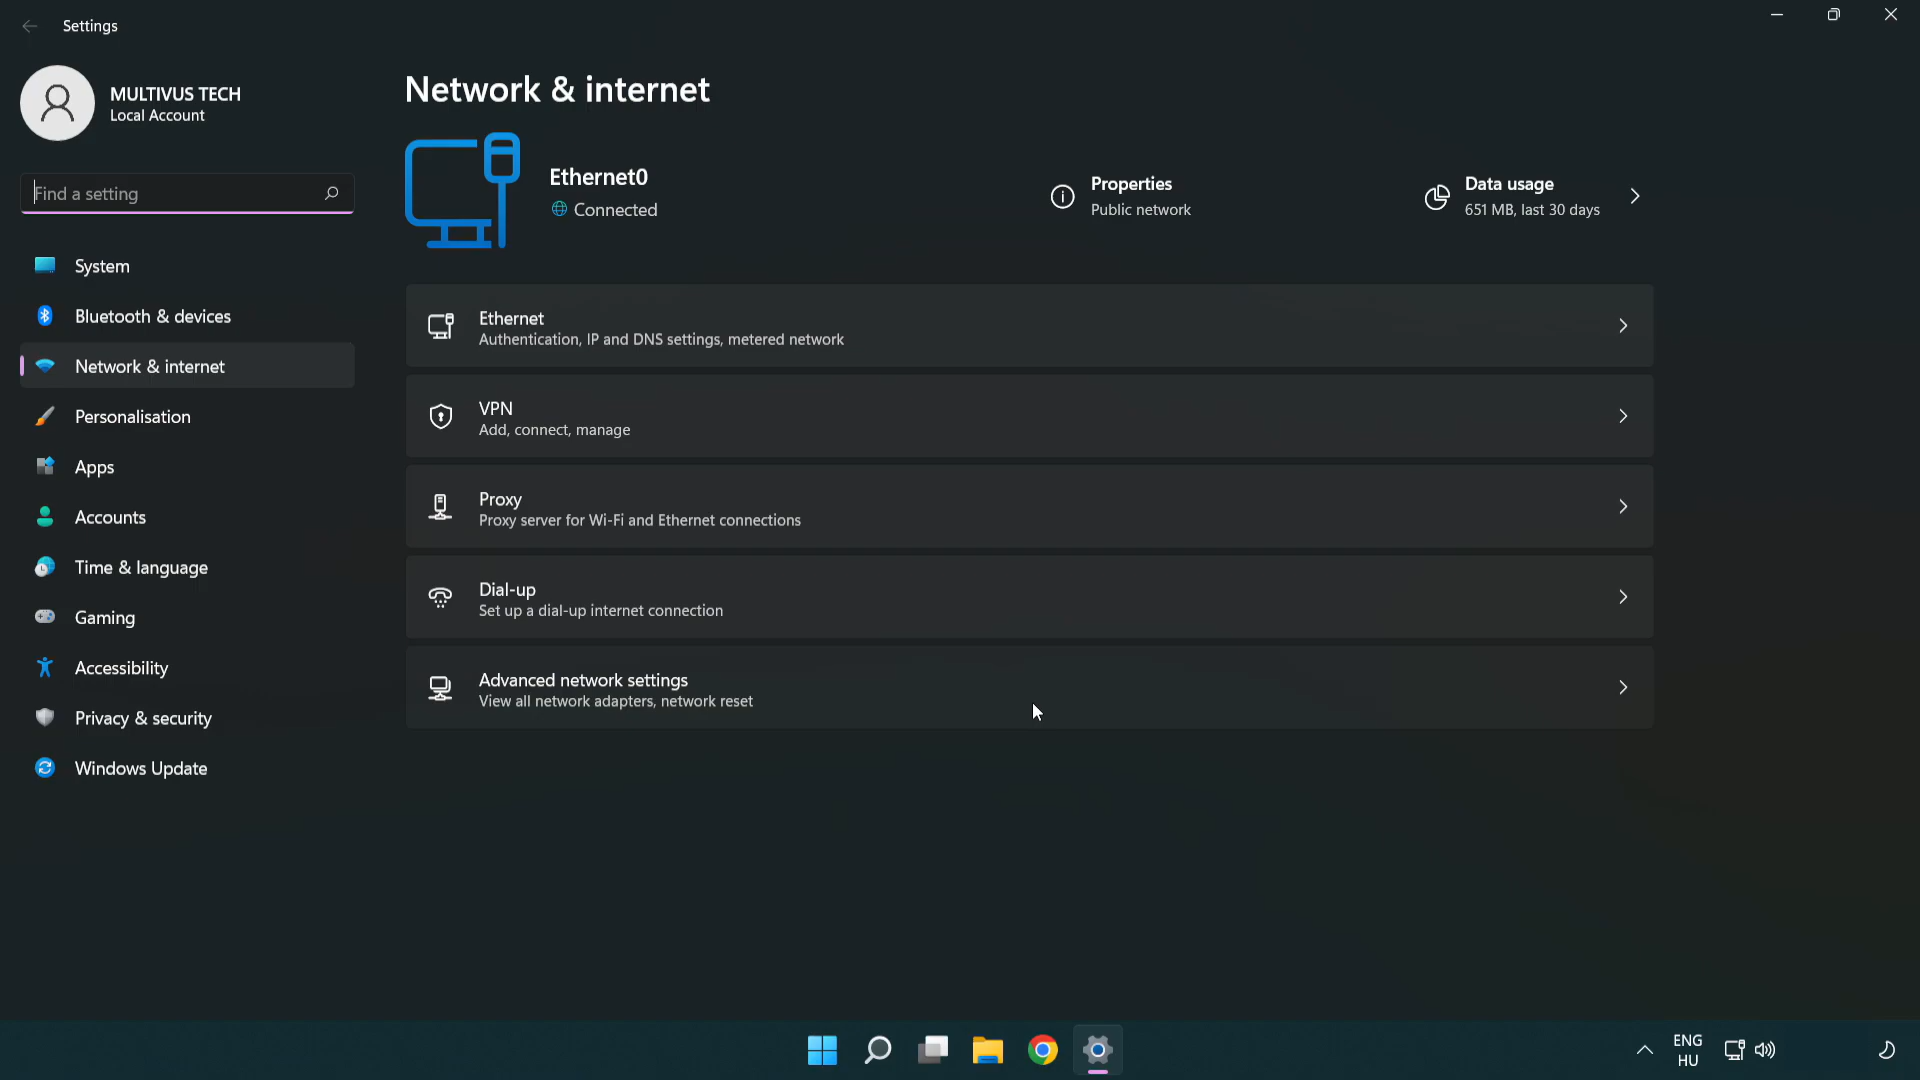 Settings
MULTIVUS TECH
Local Account
Find a setting
System
Bluetooth & devices
Network & internet
Personalisation
Apps
Accounts
Time & language
Gaming
Accessibility
Privacy & security
Windows Update
Network & internet
Ethernet0
Connected
Properties
Public network
Data usage
651 MB, last 30 days
Ethernet
Authentication, IP and DNS settings, metered network
VPN
Add, connect, manage
Proxy
Proxy server for Wi-Fi and Ethernet connections
Dial-up
Set up a dial-up internet connection
Advanced network settings
View all network adapters, network reset
ENG
HU